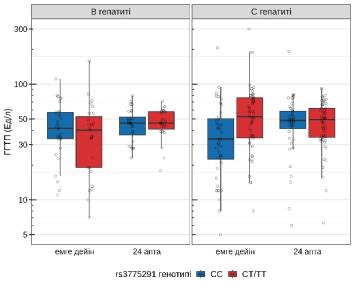 В гепатиті С гепатиті
ГГТП (Ед/л)
300
100
50
30
10
5
емге дейін 24 апта емге дейін 24 апта
rs3775291 генотипі CC CT/TT